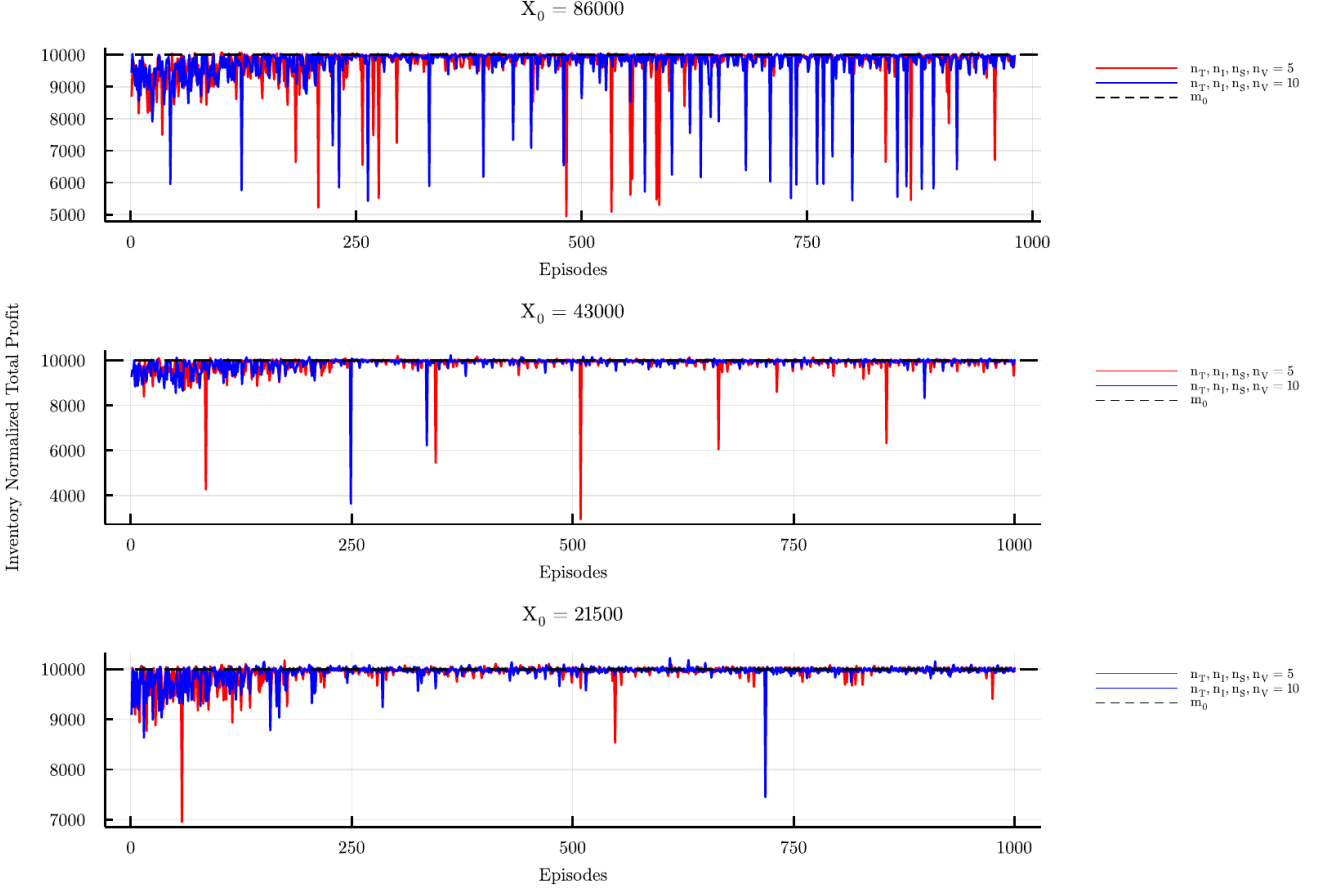 X₀ = 86000
10000
9000
8000
7000
6000
5000
0 250 500 750 1000
Episodes
n_T, n_I, n_S, n_V = 5
n_T, n_I, n_S, n_V = 10
m₀
Inventory Normalized Total Profit
X₀ = 43000
10000
8000
6000
4000
0 250 500 750 1000
Episodes
n_T, n_I, n_S, n_V = 5
n_T, n_I, n_S, n_V = 10
m₀
X₀ = 21500
10000
9000
8000
7000
0 250 500 750 1000
Episodes
n_T, n_I, n_S, n_V = 5
n_T, n_I, n_S, n_V = 10
m₀